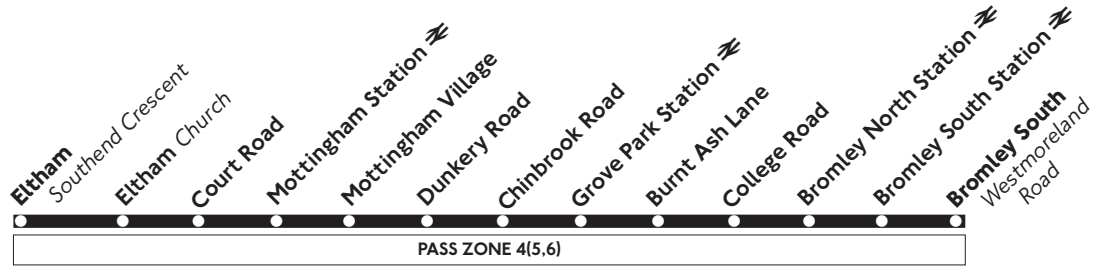 Eltham
Southend Crescent
Eltham Church
Court Road
Mottingham Station
Mottingham Village
Dunkery Road
Chinbrook Road
Grove Park Station
Burnt Ash Lane
College Road
Bromley North Station
Bromley South Station
Bromley South
Westmoreland
Road
PASS ZONE 4(5,6)